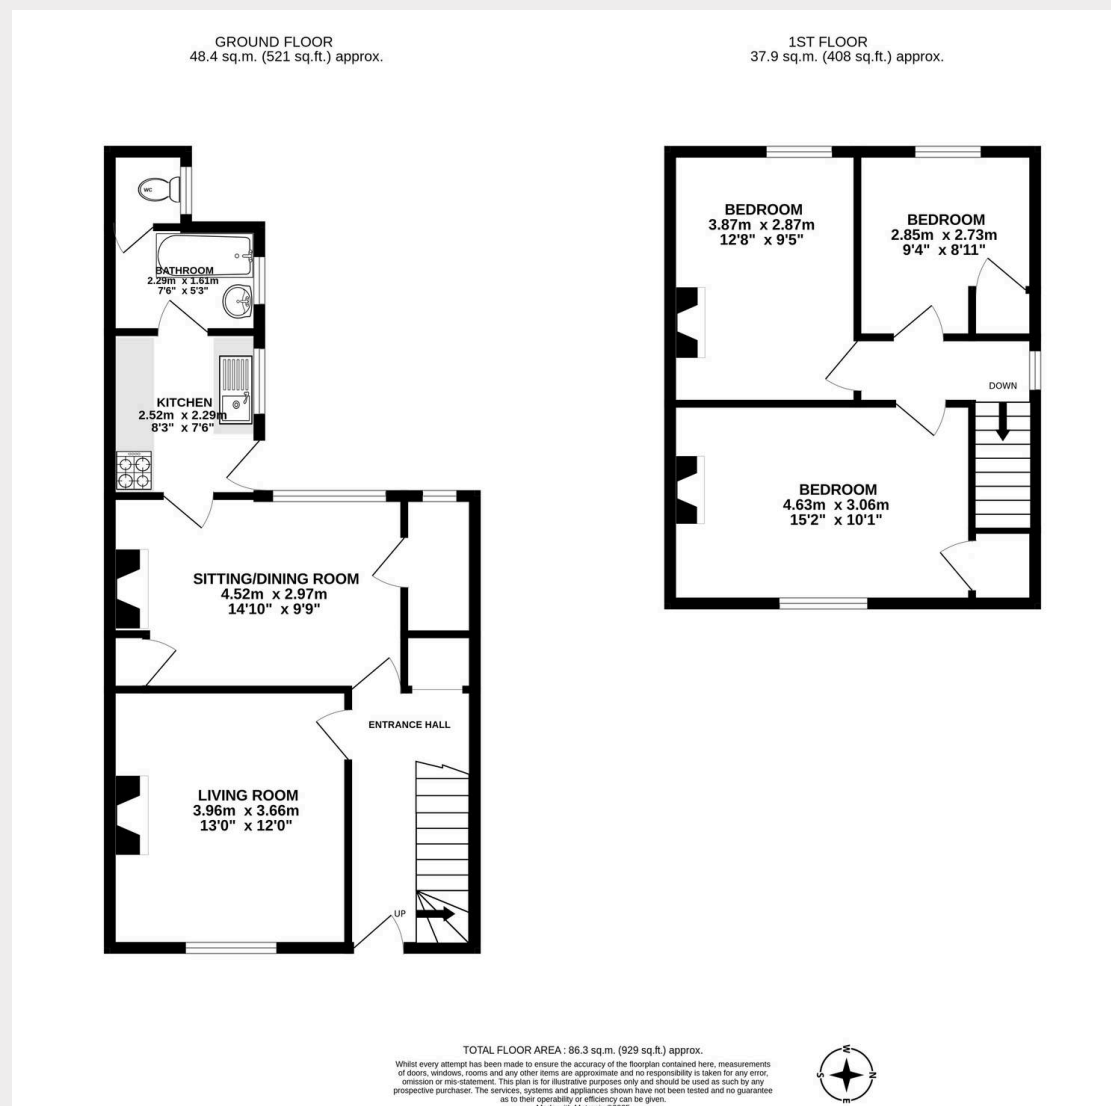 GROUND FLOOR
48.4 sq.m. (521 sq.ft.) approx.
1ST FLOOR
37.9 sq.m. (408 sq.ft.) approx.
WC
BATHROOM
2.29m x 1.61m
7'6" x 5'3"
KITCHEN
2.52m x 2.29m
8'3" x 7'6"
SITTING/DINING ROOM
4.52m x 2.97m
14'10" x 9'9"
ENTRANCE HALL
LIVING ROOM
3.96m x 3.66m
13'0" x 12'0"
UP
BEDROOM
3.87m x 2.87m
12'8" x 9'5"
BEDROOM
2.85m x 2.73m
9'4" x 8'11"
DOWN
BEDROOM
4.63m x 3.06m
15'2" x 10'1"
TOTAL FLOOR AREA : 86.3 sq.m. (929 sq.ft.) approx.
Whilst every attempt has been made to ensure the accuracy of the floorplan contained here, measurements
of doors, windows, rooms and any other items are approximate and no responsibility is taken for any error,
omission or mis-statement. This plan is for illustrative purposes only and should be used as such by any
prospective purchaser. The services, systems and appliances shown have not been tested and no guarantee
as to their operability or efficiency can be given.
W
N
S
E